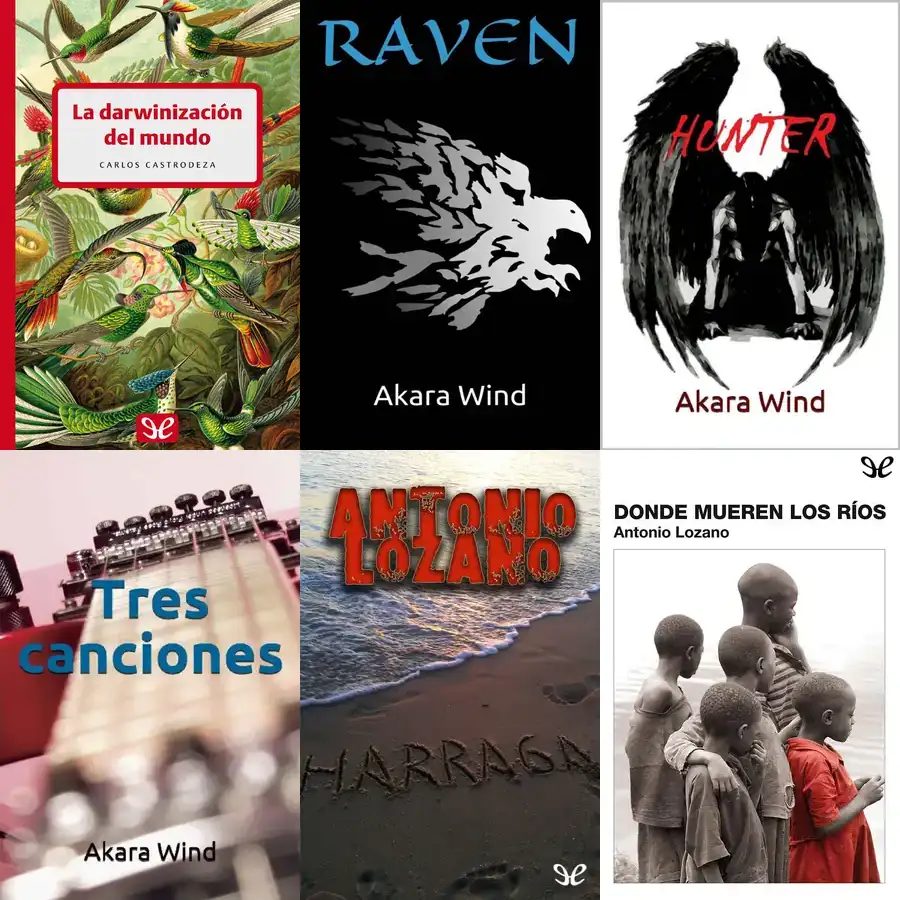 La darwinización
del mundo
CARLOS CASTRODEZA
RAVEN
Akara Wind
HUNTER
Akara Wind
Tres
canciones
Akara Wind
ANTONIO
LOZANO
HARRAGA
DONDE MUEREN LOS RÍOS
Antonio Lozano